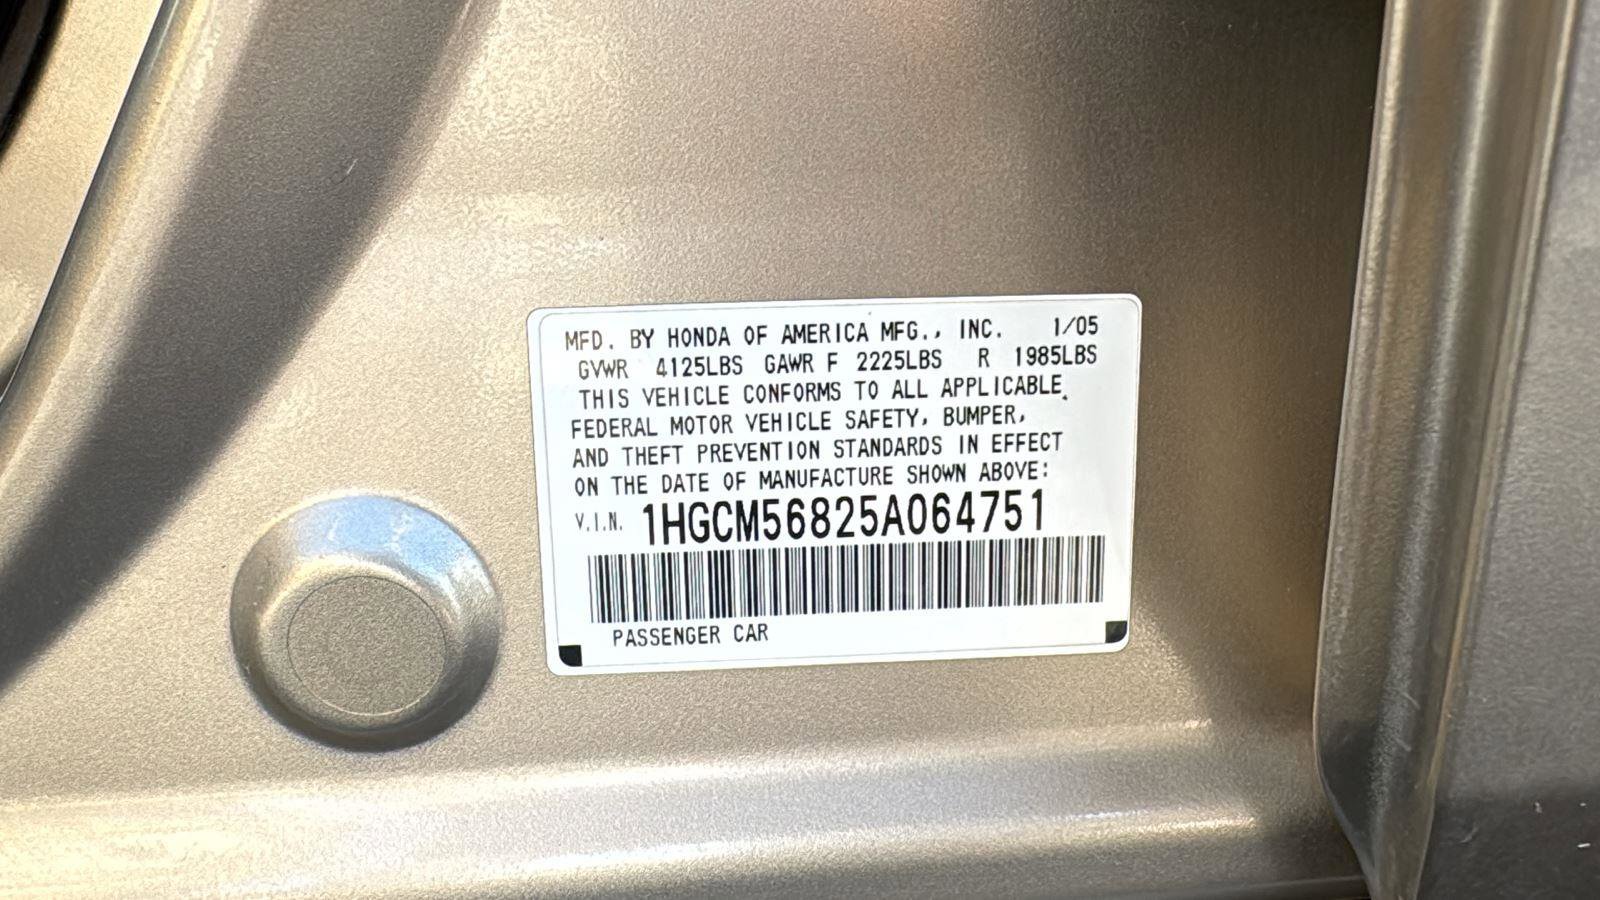 MFD. BY HONDA OF AMERICA MFG., INC. 1/05
GVWR 4125LBS GAWR F 2225LBS R 1985LBS
THIS VEHICLE CONFORMS TO ALL APPLICABLE
FEDERAL MOTOR VEHICLE SAFETY, BUMPER,
AND THEFT PREVENTION STANDARDS IN EFFECT
ON THE DATE OF MANUFACTURE SHOWN ABOVE:
V.I.N. 1HGCM56825A064751
PASSENGER CAR